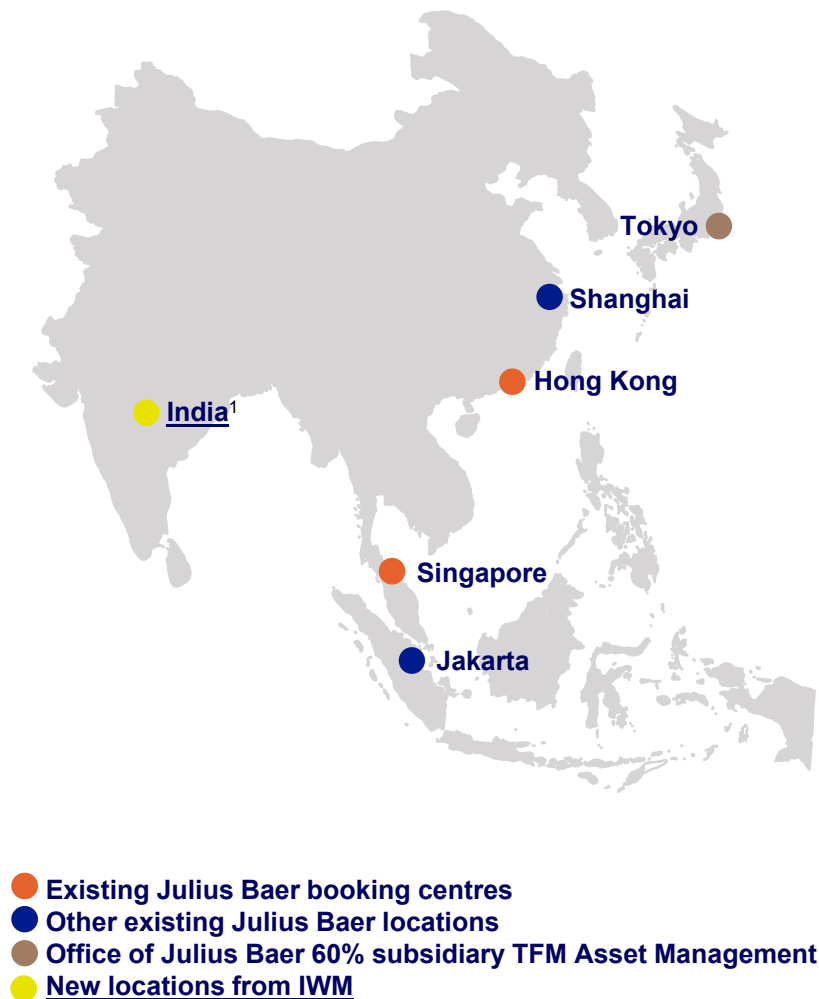 Tokyo
Shanghai
Hong Kong
India¹
Singapore
Jakarta
Existing Julius Baer booking centres
Other existing Julius Baer locations
Office of Julius Baer 60% subsidiary TFM Asset Management
New locations from IWM